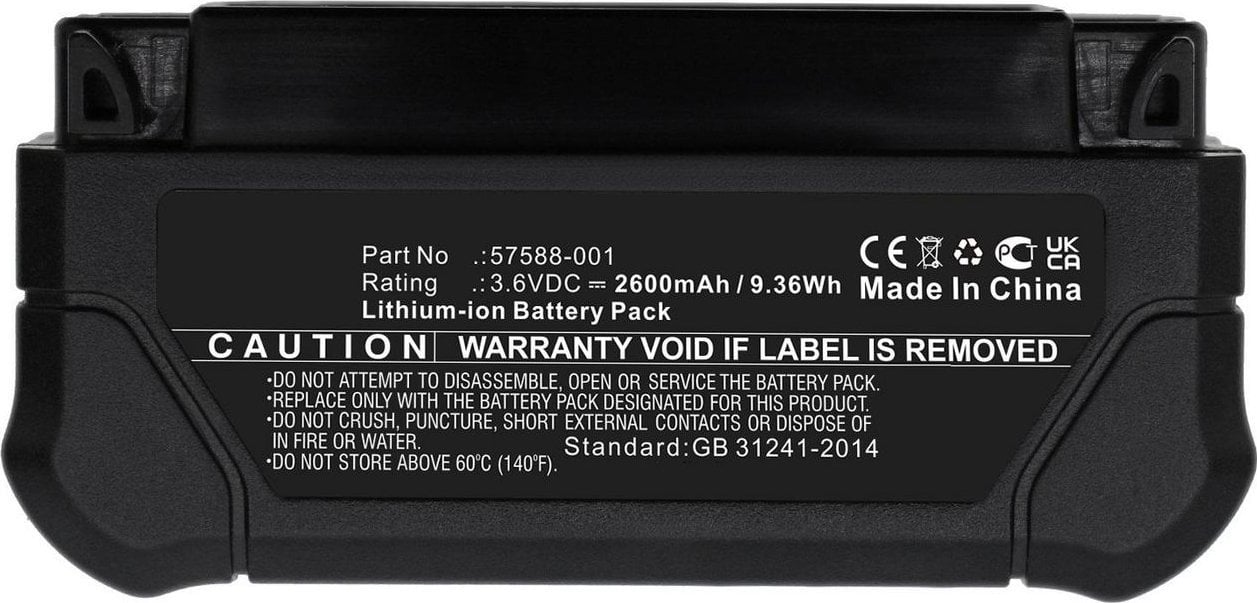 Part No .:57588-001
Rating .:3.6VDC ⎓ 2600mAh / 9.36Wh
Lithium-ion Battery Pack
CE PCT UK CA
Made In China
CAUTION WARRANTY VOID IF LABEL IS REMOVED
•DO NOT ATTEMPT TO DISASSEMBLE, OPEN OR SERVICE THE BATTERY PACK.
•REPLACE ONLY WITH THE BATTERY PACK DESIGNATED FOR THIS PRODUCT.
•DO NOT CRUSH, PUNCTURE, SHORT EXTERNAL CONTACTS OR DISPOSE OF
IN FIRE OR WATER.
•DO NOT STORE ABOVE 60℃ (140℉).
Standard:GB 31241-2014